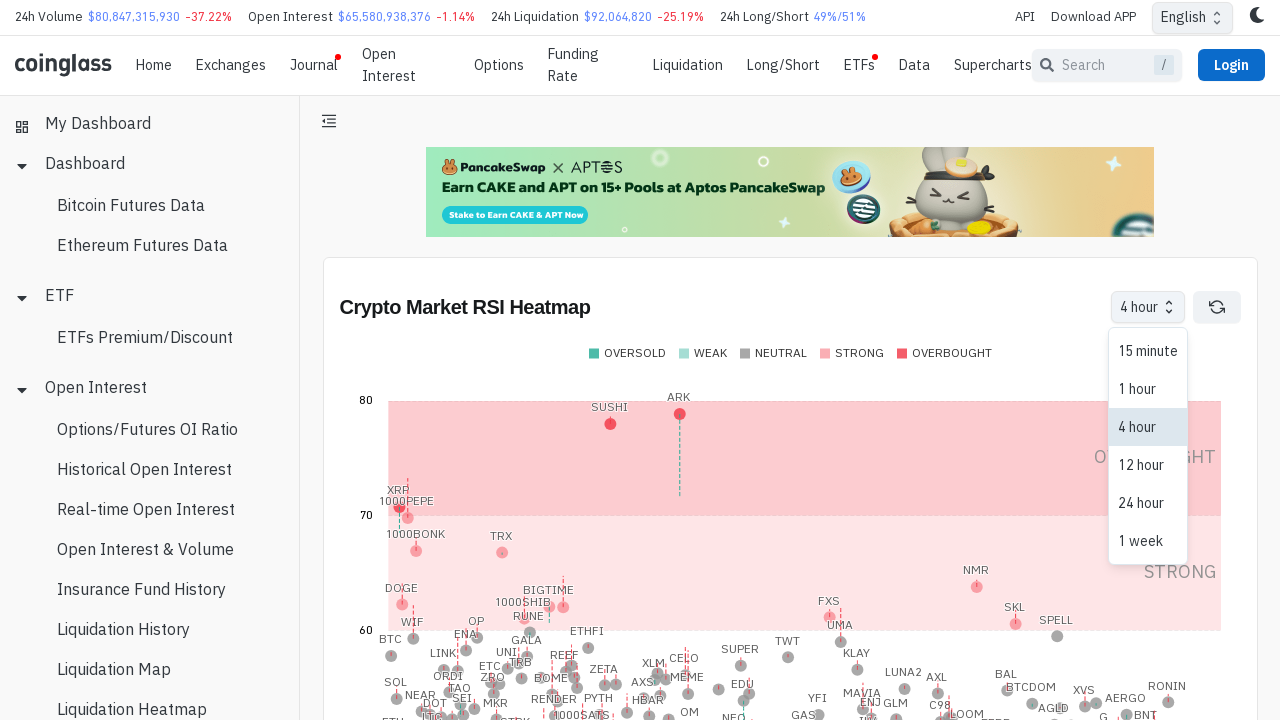 24h Volume $80,847,315,930 -37.22% Open Interest $65,580,938,376 -1.14% 24h Liquidation $92,064,820 -25.19% 24h Long/Short 49%/51% API Download APP English
coinglass Home Exchanges Journal Open Interest Options Funding Rate Liquidation Long/Short ETFs Data Supercharts Search / Login
My Dashboard
Dashboard
Bitcoin Futures Data
Ethereum Futures Data
ETF
ETFs Premium/Discount
Open Interest
Options/Futures OI Ratio
Historical Open Interest
Real-time Open Interest
Open Interest & Volume
Insurance Fund History
Liquidation History
Liquidation Map
Liquidation Heatmap
PancakeSwap X APTOS
Earn CAKE and APT on 15+ Pools at Aptos PancakeSwap
Stake to Earn CAKE & APT Now
Crypto Market RSI Heatmap
4 hour
15 minute
1 hour
4 hour
12 hour
24 hour
1 week
OVERSOLD WEAK NEUTRAL STRONG OVERBOUGHT
80
ARK
SUSHI
XRP
1000PEPE
70
1000BONK
TRX
STRONG
NMR
DOGE
BIGTIME
1000SHIB
FXS
SKL
RUNE
WIF
OP
SPELL
UMA
60
ENA
ETHFI
BTC
GALA
TWT
LINK
UNI
REEF
SUPER
KLAY
TRB
XLM
CELO
ETC
ZETA
LUNA2
BAL
AXL
SOL
ORDI
ZRO
BOME
AXS
MEME
EDU
BTCDOM
XVS
RONIN
TAO
NEAR
SEI
DOT
MKR
RENDER
PYTH
HBAR
YFI
MAVIA
ENJ
GLM
C98
AERGO
AGLD
OM
1000SATS
GAS
LOOM
G
BNT